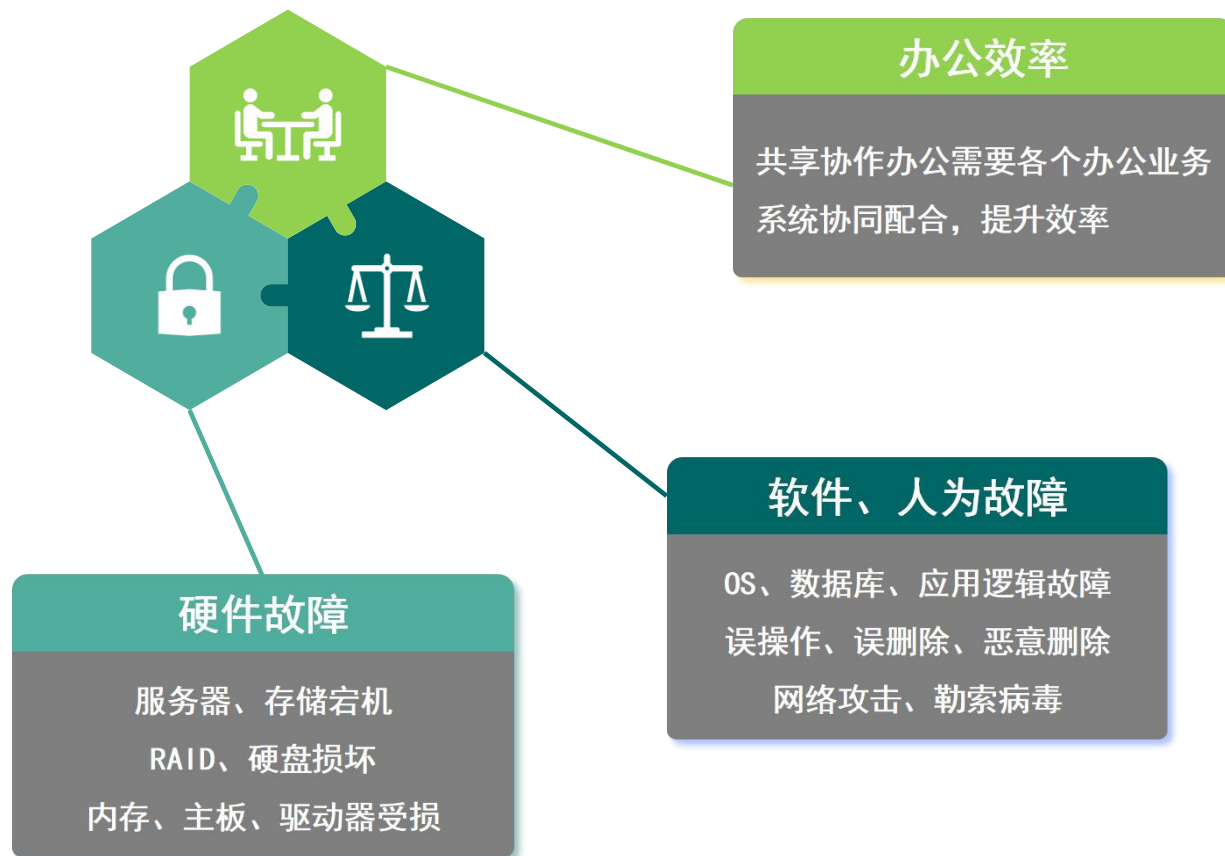 办公效率
共享协作办公需要各个办公业务
系统协同配合，提升效率
软件、人为故障
OS、数据库、应用逻辑故障
误操作、误删除、恶意删除
网络攻击、勒索病毒
硬件故障
服务器、存储宕机
RAID、硬盘损坏
内存、主板、驱动器受损